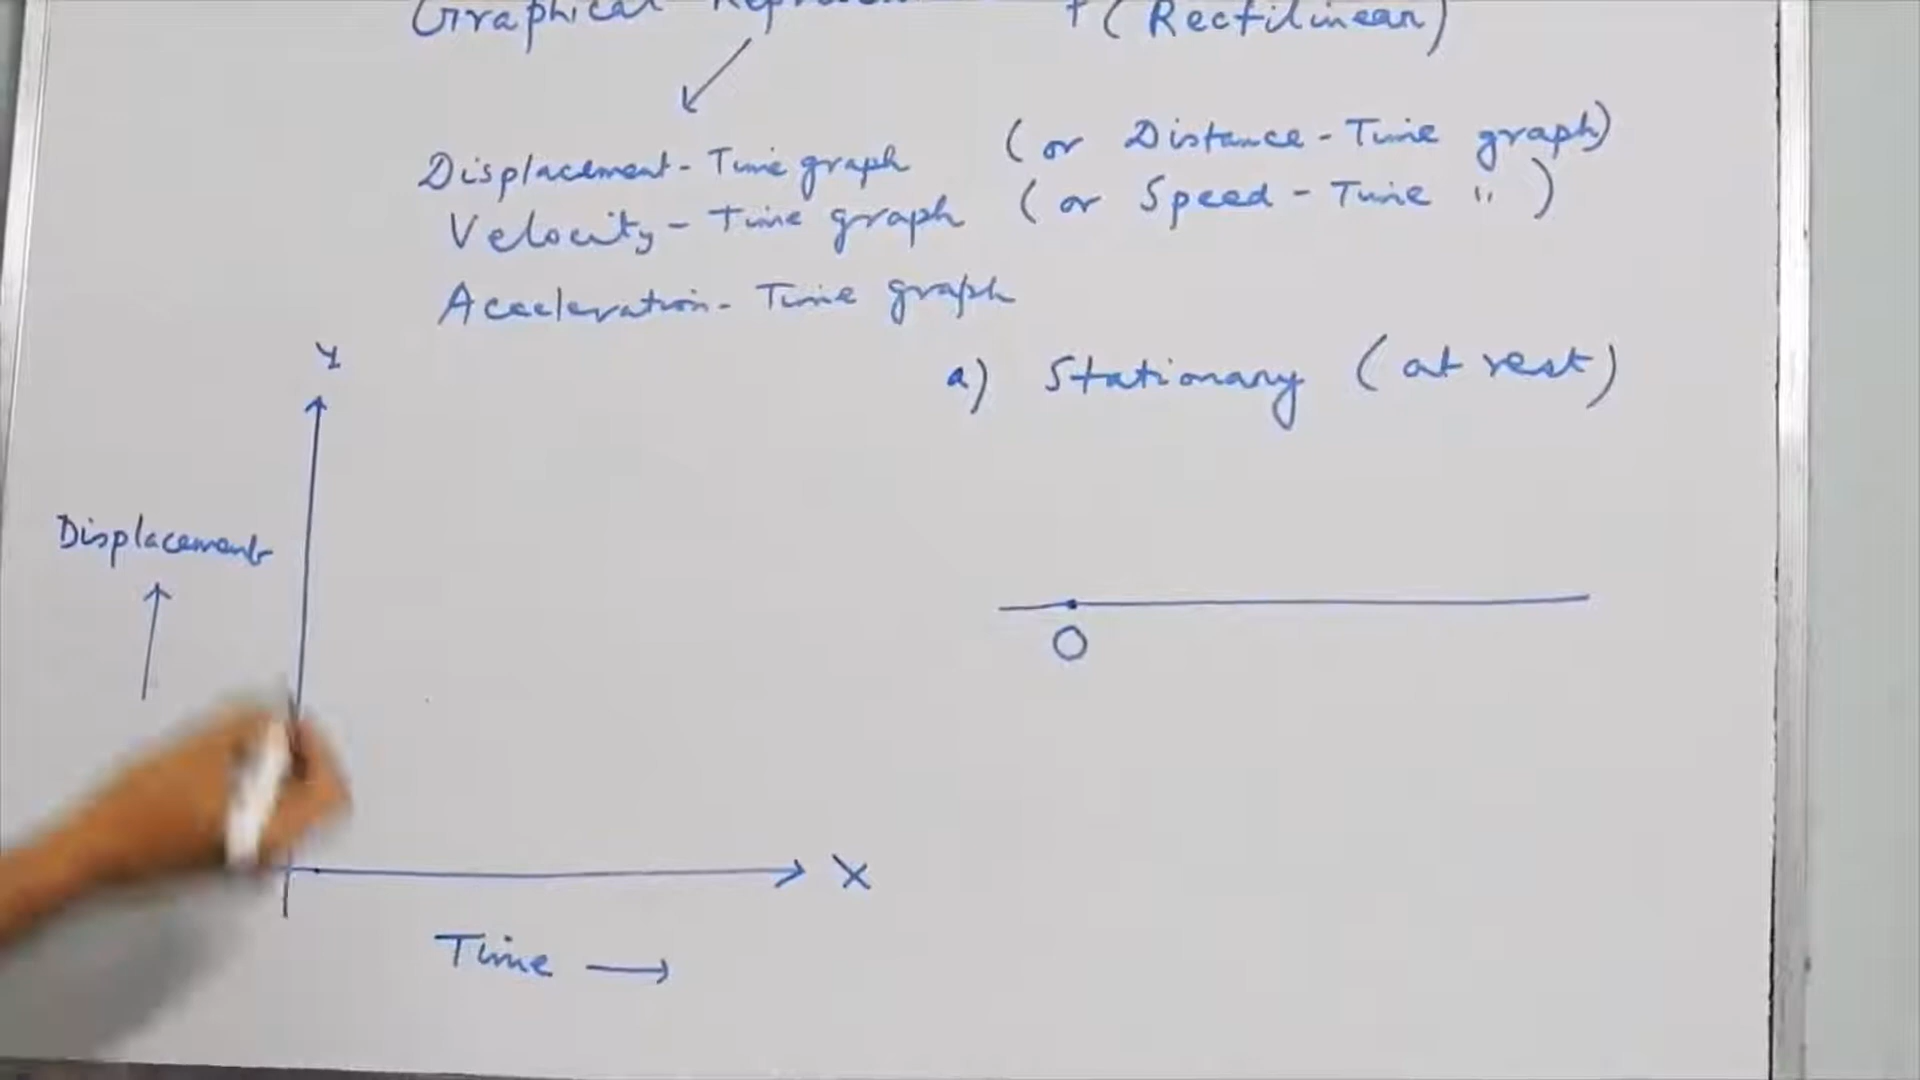 Graphical (Rectilinear)
Displacement - Time graph (or Distance - Time graph)
Velocity - Time graph (or Speed - Time " )
Acceleration - Time graph
Y
a) Stationary (at rest)
Displacement
O
X
Time